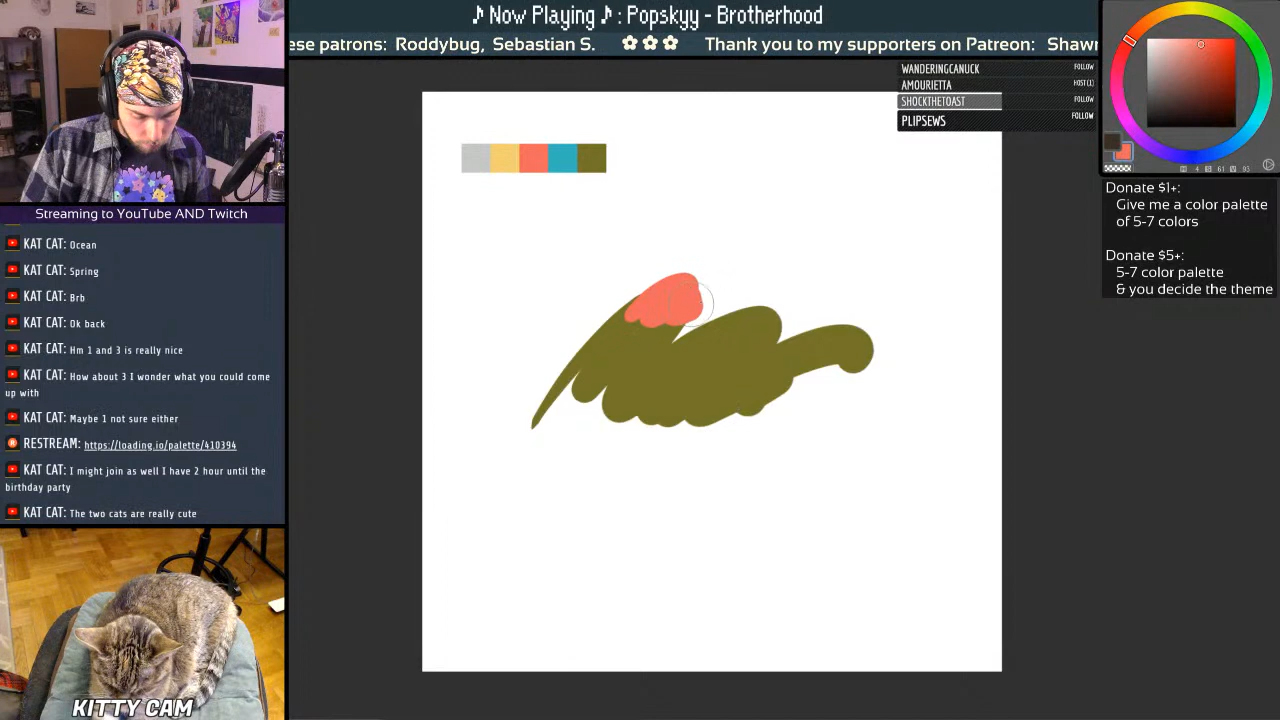 ♪ Now Playing ♪ : Popskyy - Brotherhood
ese patrons: Roddybug, Sebastian S. ✿ ✿ ✿ Thank you to my supporters on Patreon: Shawn
WANDERINGCANUCK FOLLOW
AMOURIETTA HOST (1)
SHOCKTHETOAST FOLLOW
PLIPSEWS FOLLOW
4 61 93
Donate $1+:
Give me a color palette
of 5-7 colors
Donate $5+:
5-7 color palette
& you decide the theme
Streaming to YouTube AND Twitch
KAT CAT: Ocean
KAT CAT: Spring
KAT CAT: Brb
KAT CAT: Ok back
KAT CAT: Hm 1 and 3 is really nice
KAT CAT: How about 3 I wonder what you could come
up with
KAT CAT: Maybe 1 not sure either
RESTREAM: https://loading.io/palette/410394
KAT CAT: I might join as well I have 2 hour until the
birthday party
KAT CAT: The two cats are really cute
KITTY CAM